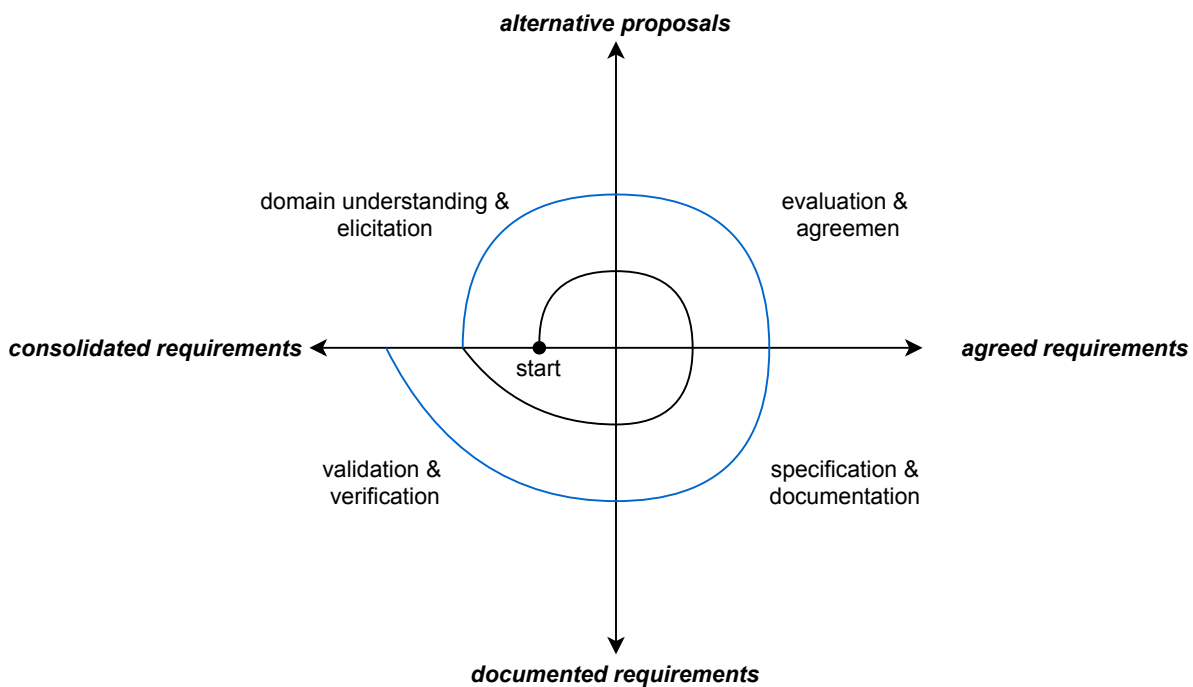 alternative proposals
domain understanding &
elicitation
evaluation &
agreemen
consolidated requirements
start
agreed requirements
validation &
verification
specification &
documentation
documented requirements